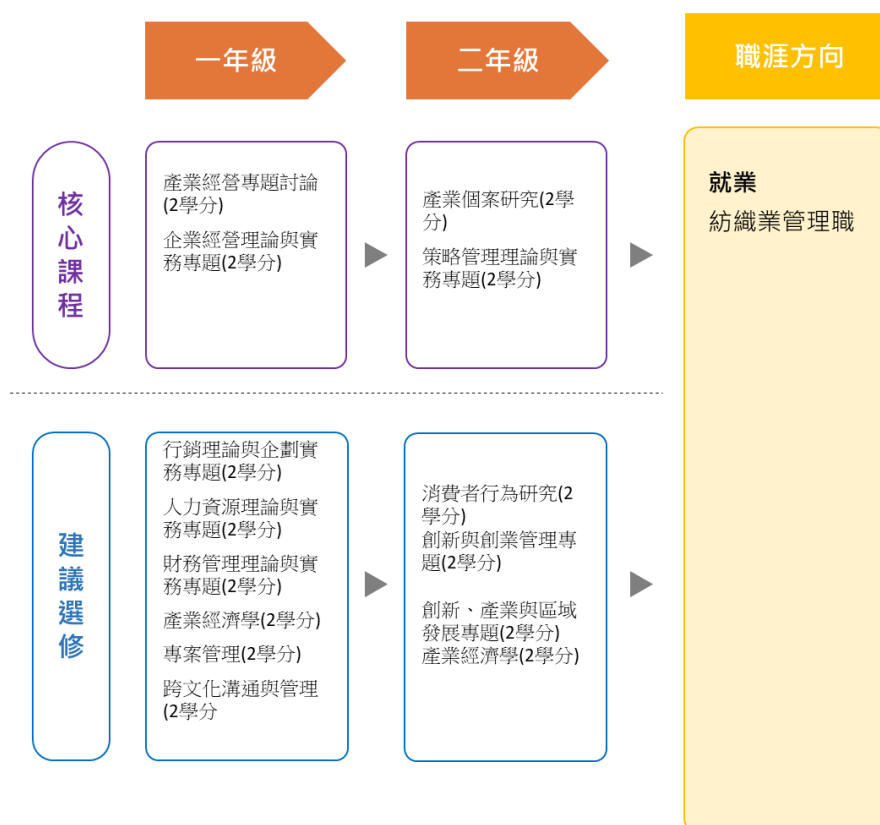 一年級
二年級
職涯方向
核
心
課
程
產業經營專題討論
(2學分)
企業經營理論與實
務專題(2學分)
產業個案研究(2學
分)
策略管理理論與實
務專題(2學分)
就業
紡織業管理職
建
議
選
修
行銷理論與企劃實
務專題(2學分)
人力資源理論與實
務專題(2學分)
財務管理理論與實
務專題(2學分)
產業經濟學(2學分)
專案管理(2學分)
跨文化溝通與管理
(2學分
消費者行為研究(2
學分)
創新與創業管理專
題(2學分)
創新、產業與區域
發展專題(2學分)
產業經濟學(2學分)